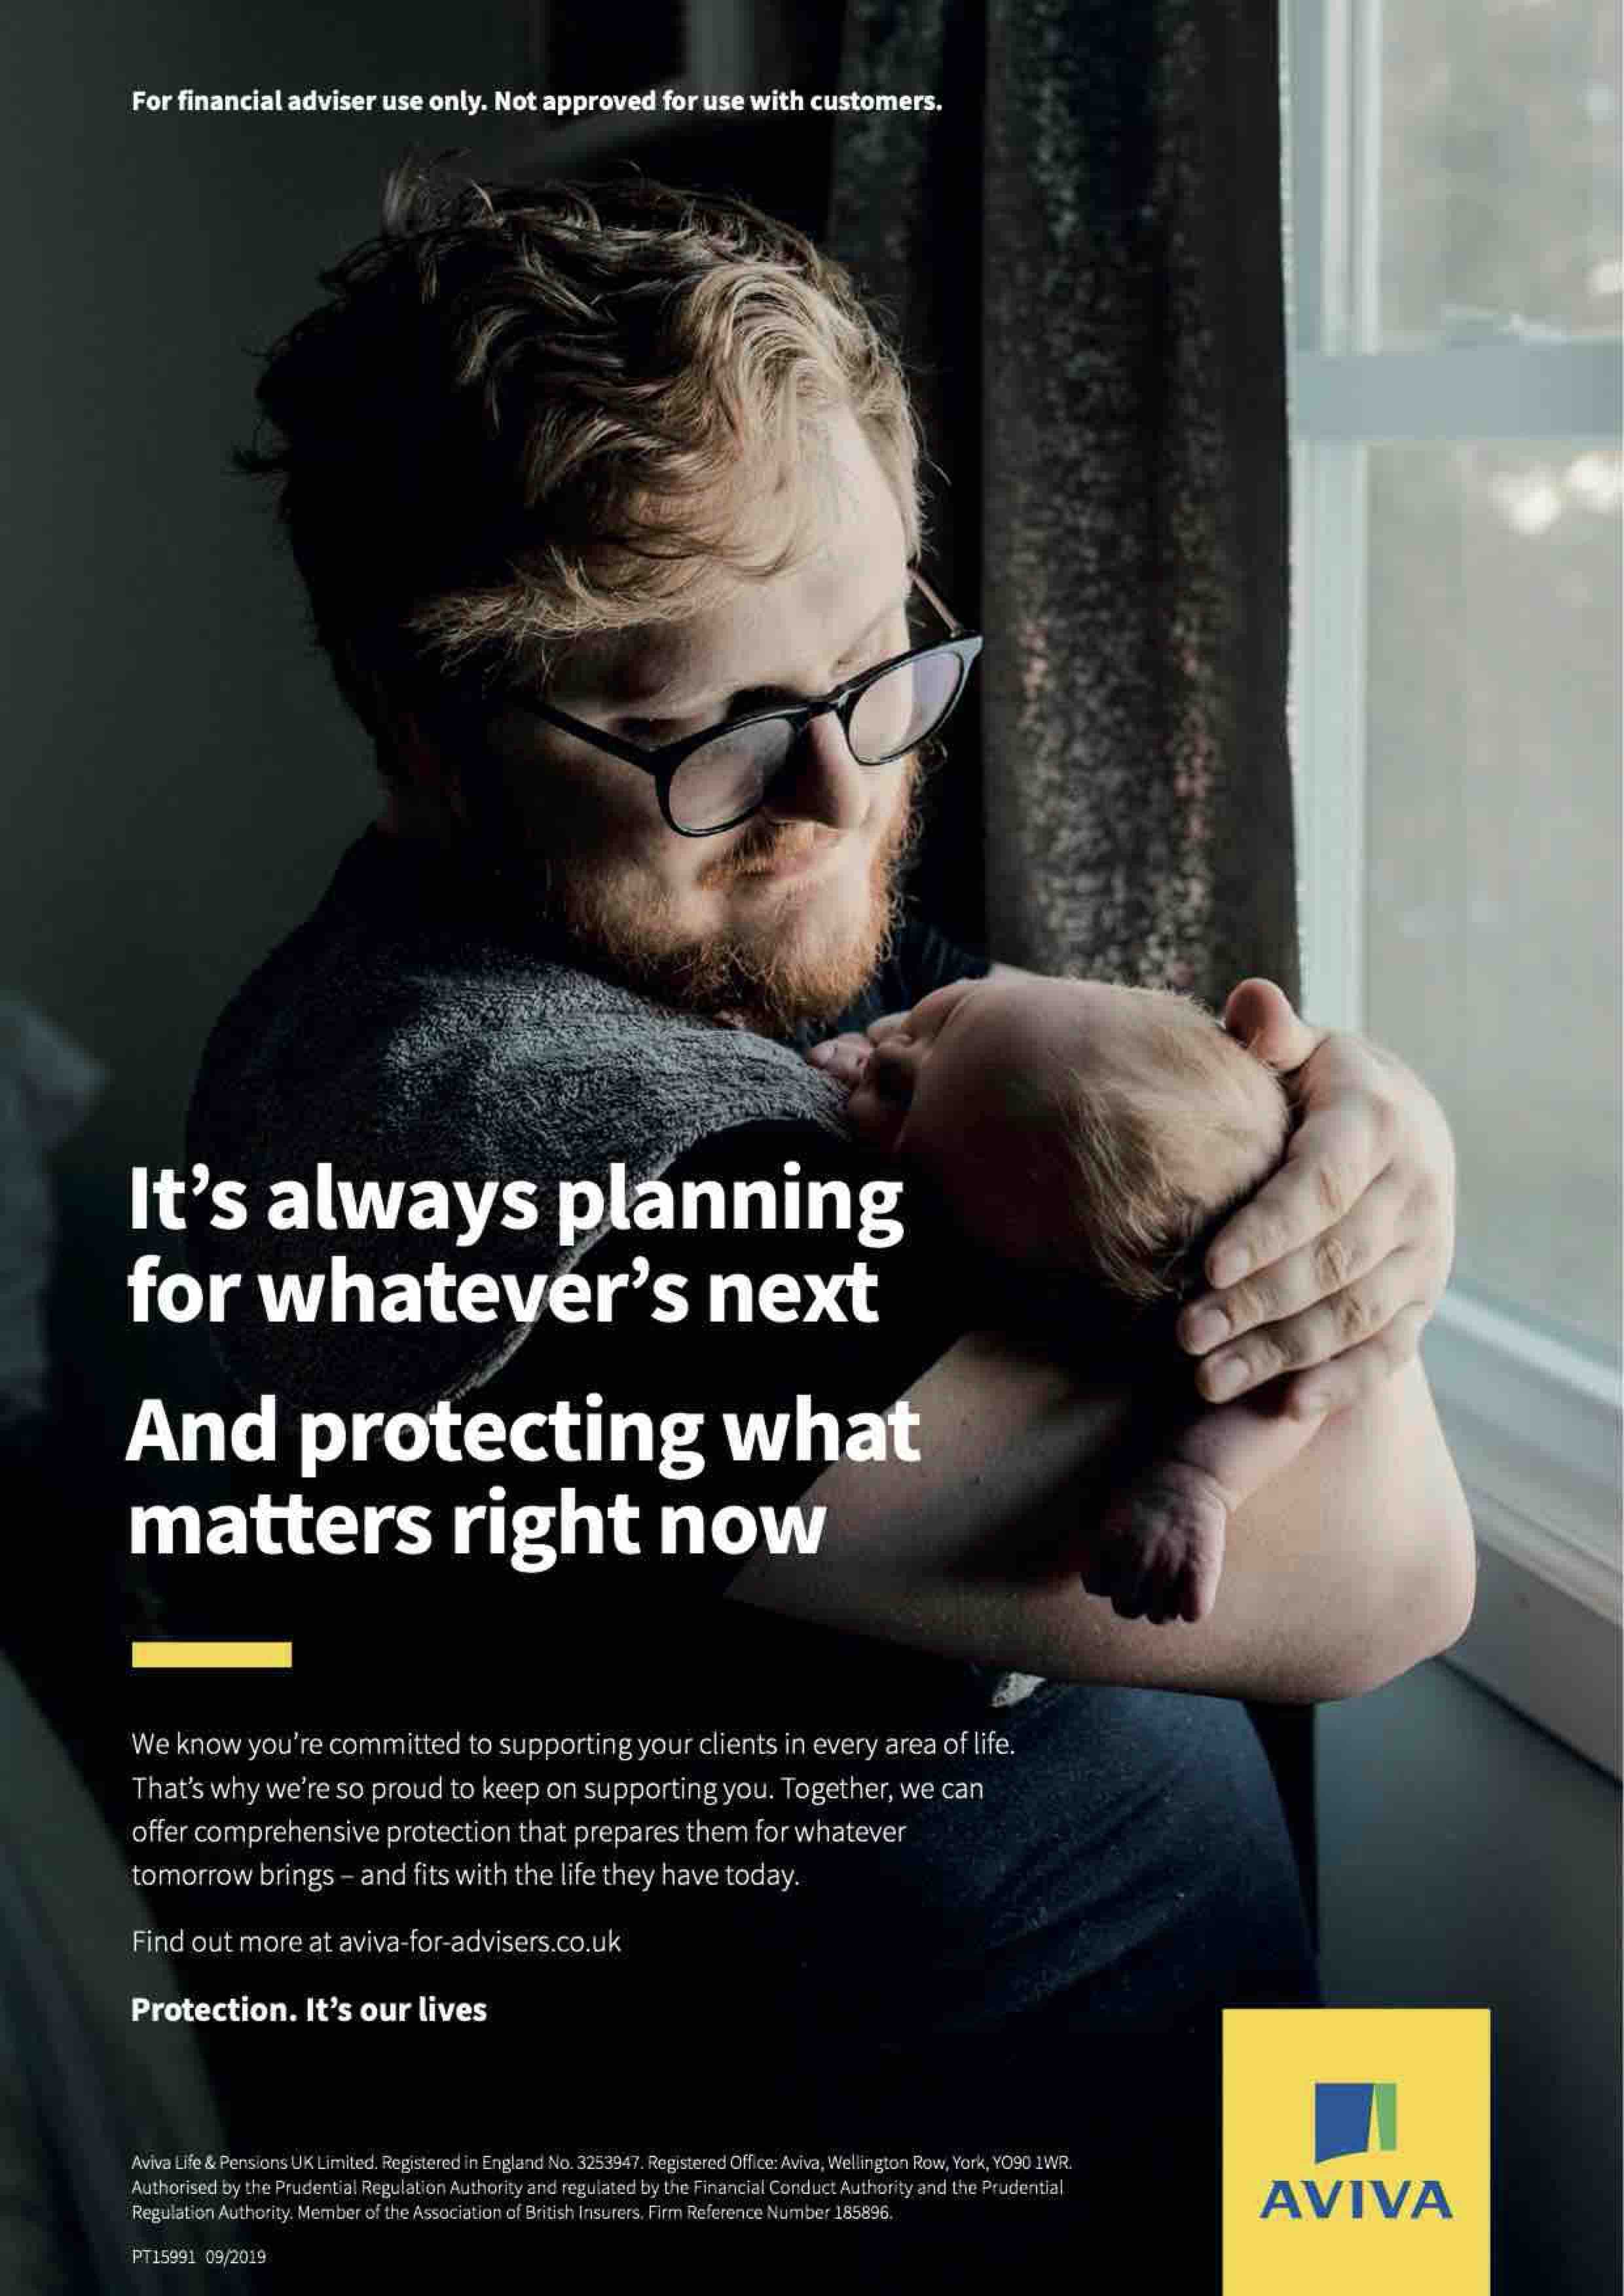 For financial adviser use only. Not approved for use with customers.
It’s always planning
for whatever’s next
And protecting what
matters right now
We know you’re committed to supporting your clients in every area of life.
That’s why we’re so proud to keep on supporting you. Together, we can
offer comprehensive protection that prepares them for whatever
tomorrow brings – and fits with the life they have today.
Find out more at aviva-for-advisers.co.uk
Protection. It’s our lives
Aviva Life & Pensions UK Limited. Registered in England No. 3253947. Registered Office: Aviva, Wellington Row, York, YO90 1WR.
Authorised by the Prudential Regulation Authority and regulated by the Financial Conduct Authority and the Prudential
Regulation Authority. Member of the Association of British Insurers. Firm Reference Number 185896.
PT15991 09/2019
AVIVA